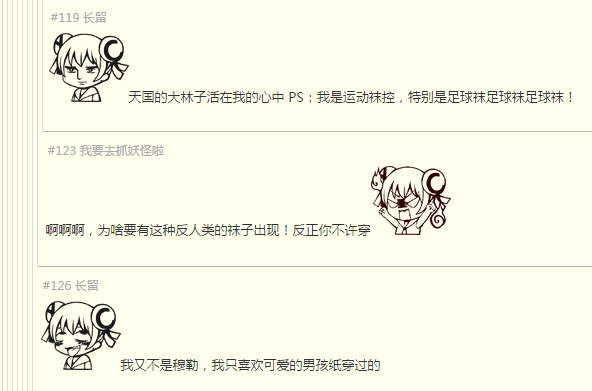 #119 长留
天国的大林子活在我的心中 PS：我是运动袜控，特别是足球袜足球袜足球袜！
#123 我要去抓妖怪啦
啊啊啊，为啥要有这种反人类的袜子出现！反正你不许穿
#126 长留
我又不是穆勒，我只喜欢可爱的男孩纸穿过的